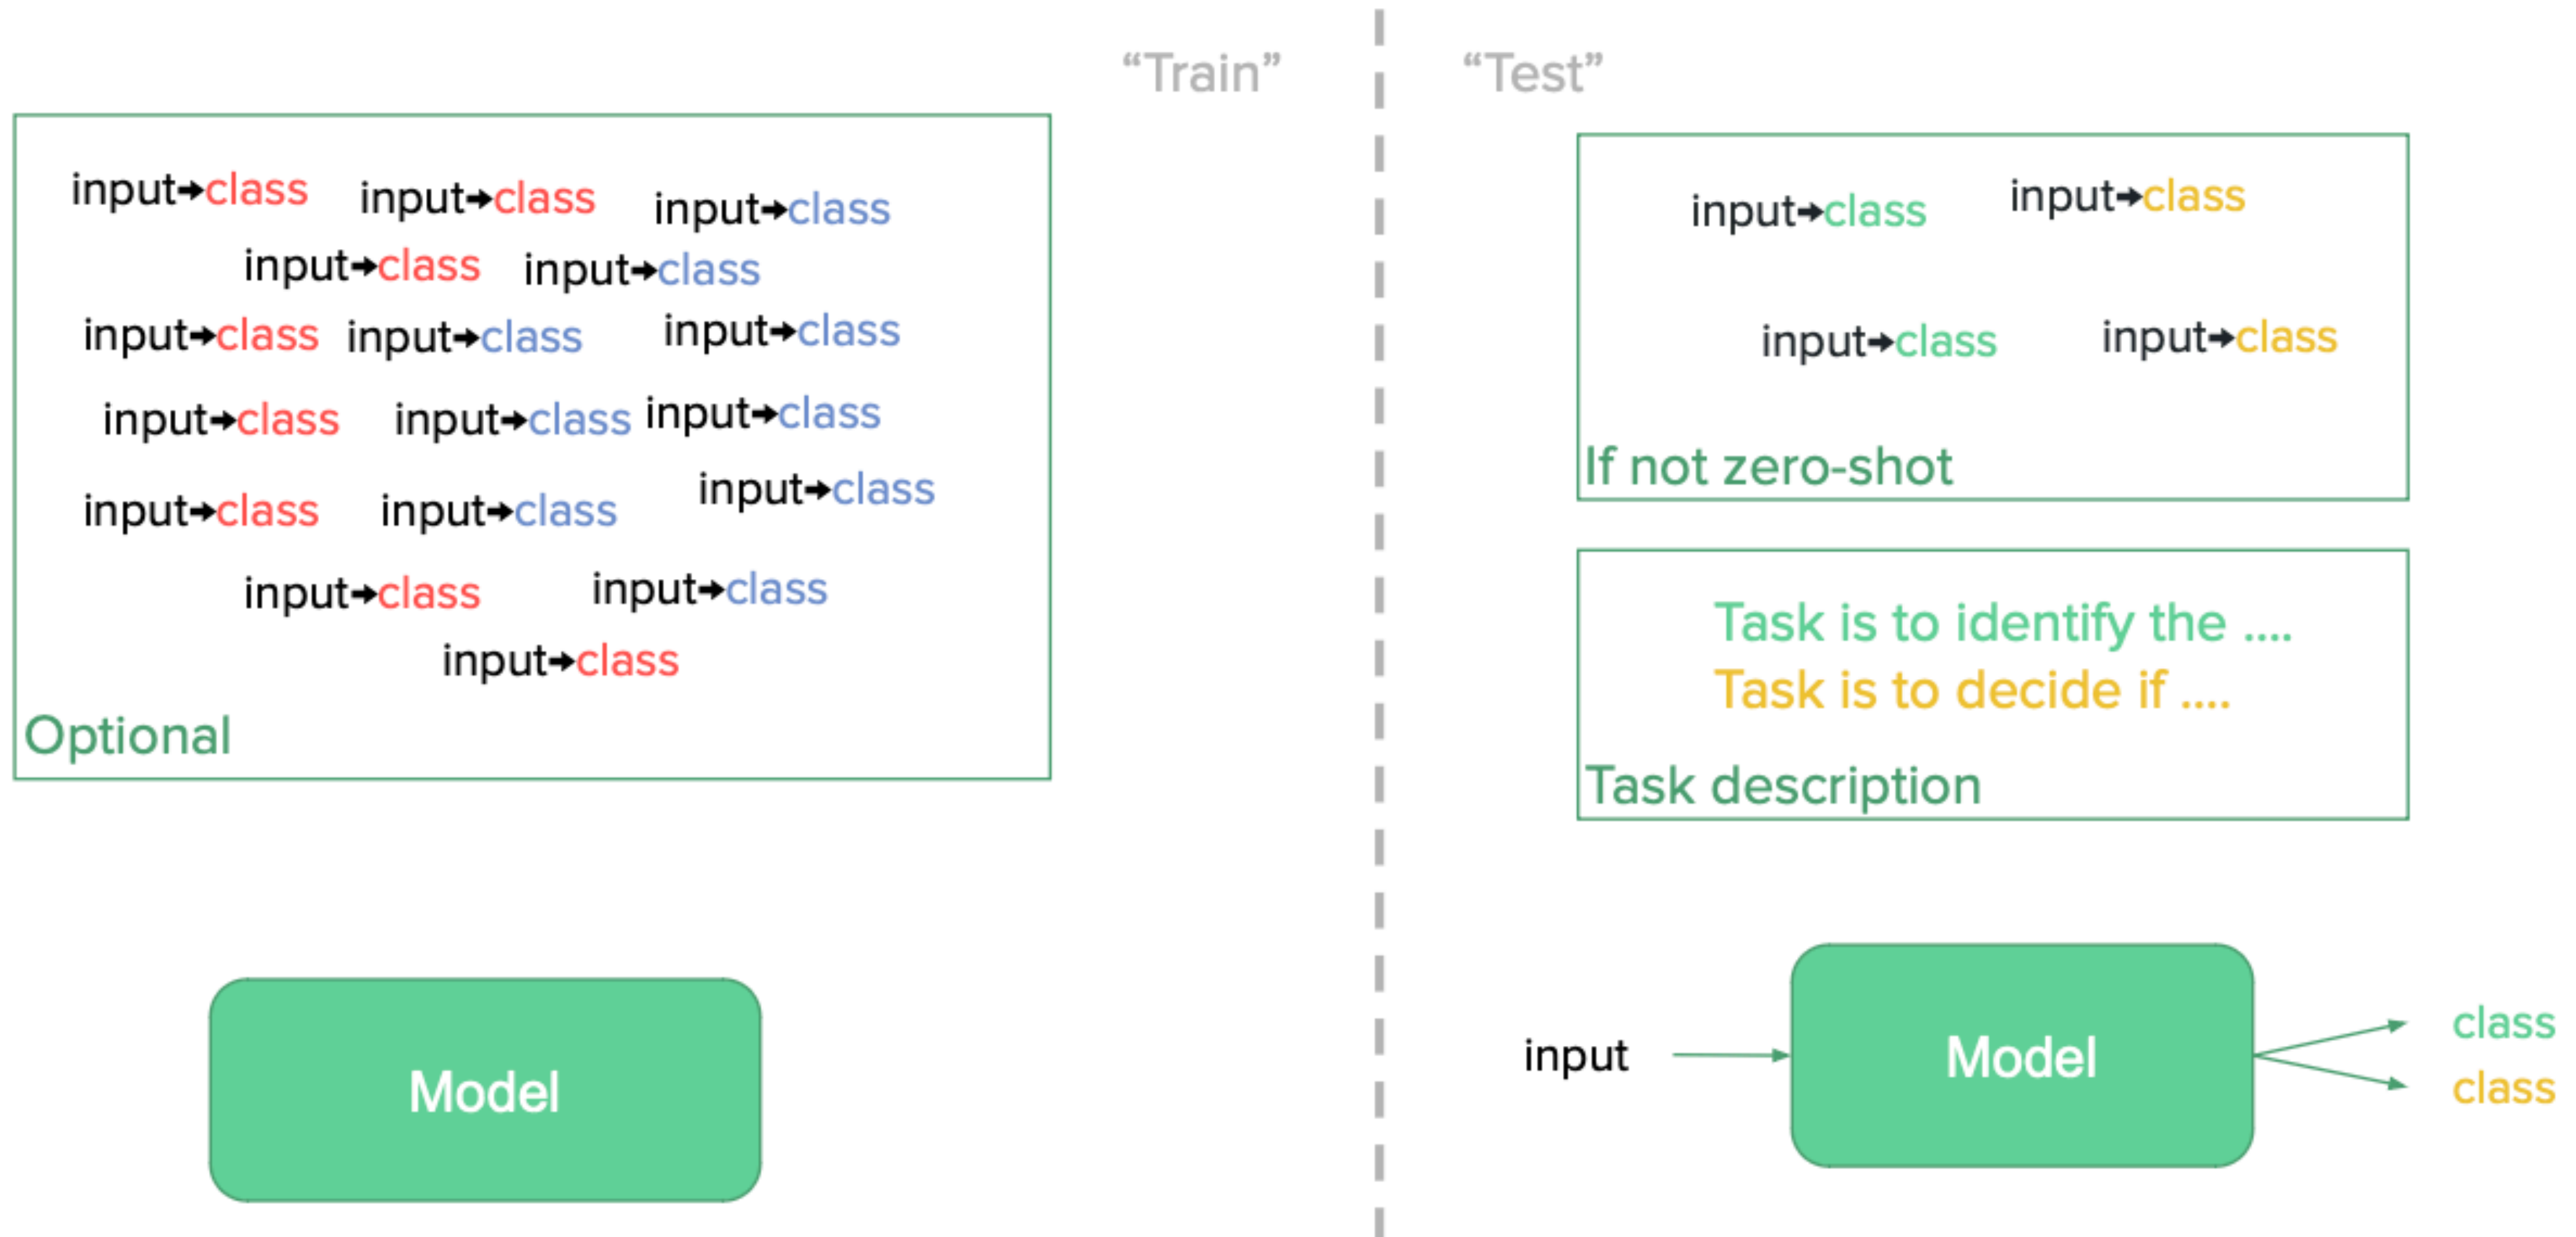 “Train”
“Test”
input→class input→class input→class
input→class input→class
input→class input→class input→class
input→class input→class input→class
input→class input→class input→class
input→class input→class
input→class
Optional
Model
input→class input→class
input→class input→class
If not zero-shot
Task is to identify the ....
Task is to decide if ....
Task description
input
Model
class
class